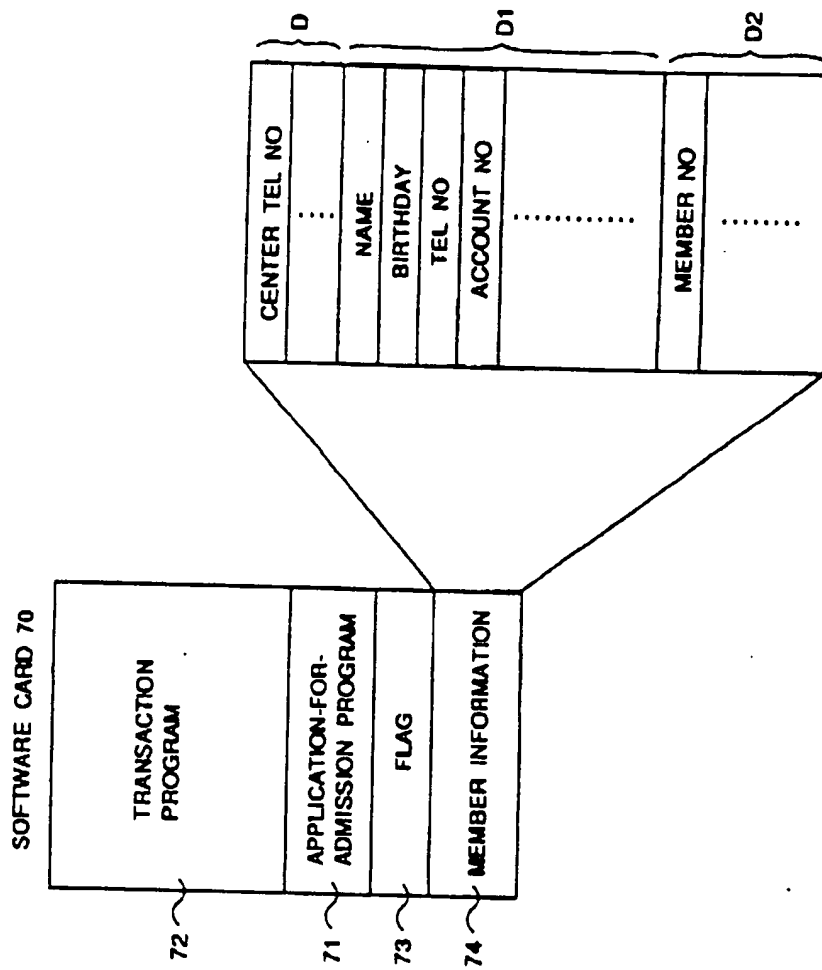 SOFTWARE CARD 70
72
TRANSACTION
PROGRAM
71
APPLICATION-FOR-
ADMISSION PROGRAM
73
FLAG
74
MEMBER INFORMATION
CENTER TEL NO
.....
D
NAME
BIRTHDAY
TEL NO
ACCOUNT NO
.............
D1
MEMBER NO
........
D2